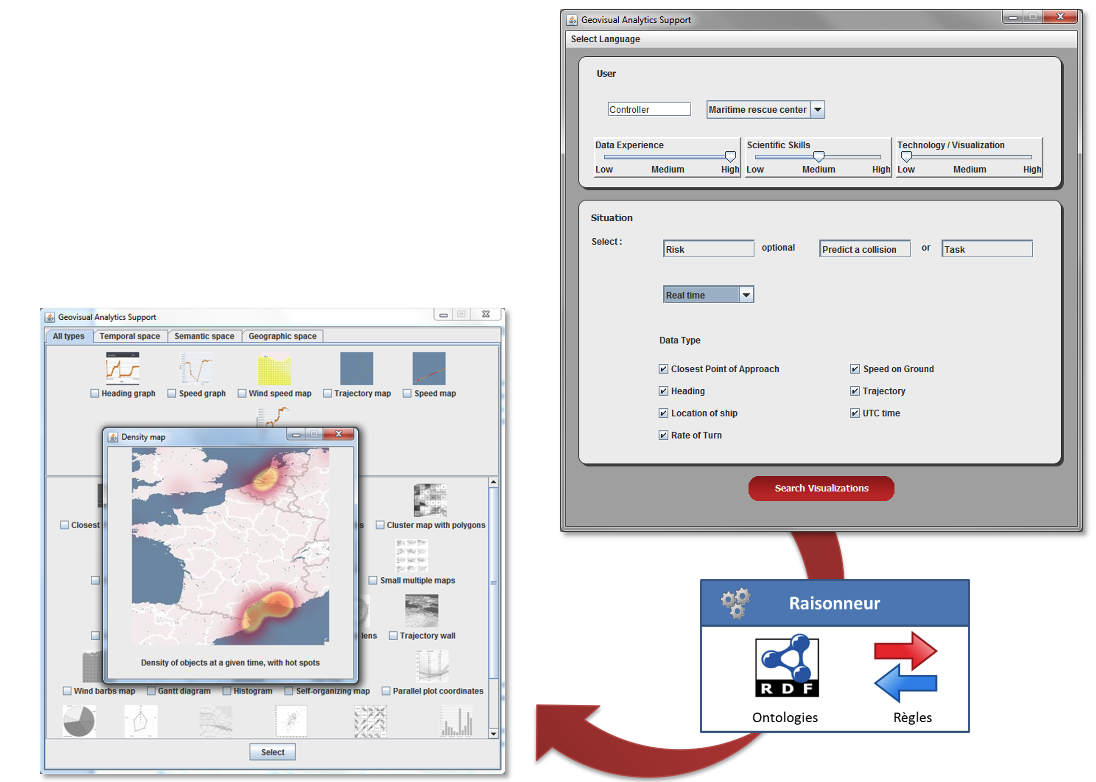 Geovisual Analytics Support
Select Language
User
Controller
Maritime rescue center
Data Experience
Scientific Skills
Technology / Visualization
Low Medium High
Low Medium High
Low Medium High
Situation
Select :
Risk
optional
Predict a collision
or
Task
Real time
Data Type
Closest Point of Approach
Speed on Ground
Heading
Trajectory
Location of ship
UTC time
Rate of Turn
Search Visualizations
Raisonneur
RDF
Ontologies
Règles
Geovisual Analytics Support
All types
Temporal space
Semantic space
Geographic space
Heading graph
Speed graph
Wind speed map
Trajectory map
Speed map
Density map
Density of objects at a given time, with hot spots
Closest
Cluster map with polygons
Small multiple maps
Trajectory wall
Wind barbs map
Gantt diagram
Histogram
Self-organizing map
Parallel plot coordinates
Select